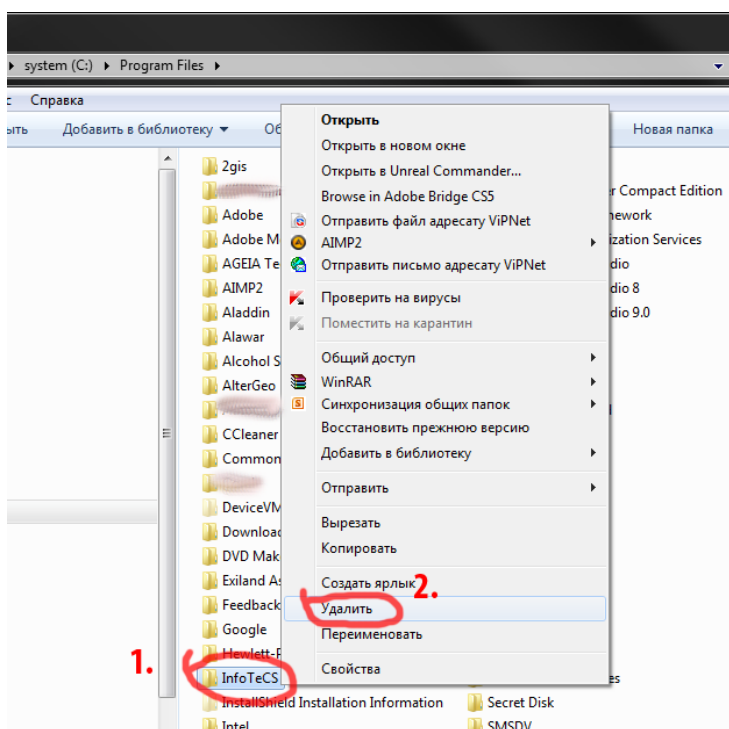 system (C:) ▸ Program Files ▸
Справка
Добавить в библиотеку
Новая папка
2gis
Adobe
Adobe M
AGEIA Te
AIMP2
Aladdin
Alawar
Alcohol S
AlterGeo
CCleaner
Common
DeviceVM
Downloa
DVD Mak
Exiland As
Feedback
Google
Hewlett-P
InfoTeCS
InstallShield Installation Information
Intel
Открыть
Открыть в новом окне
Открыть в Unreal Commander...
Browse in Adobe Bridge CS5
Отправить файл адресату ViPNet
AIMP2
Отправить письмо адресату ViPNet
Проверить на вирусы
Поместить на карантин
Общий доступ
WinRAR
Синхронизация общих папок
Восстановить прежнюю версию
Добавить в библиотеку
Отправить
Вырезать
Копировать
Создать ярлык
Удалить
Переименовать
Свойства
1.
2.
r Compact Edition
nework
ization Services
dio
dio 8
dio 9.0
es
Secret Disk
SMSDV